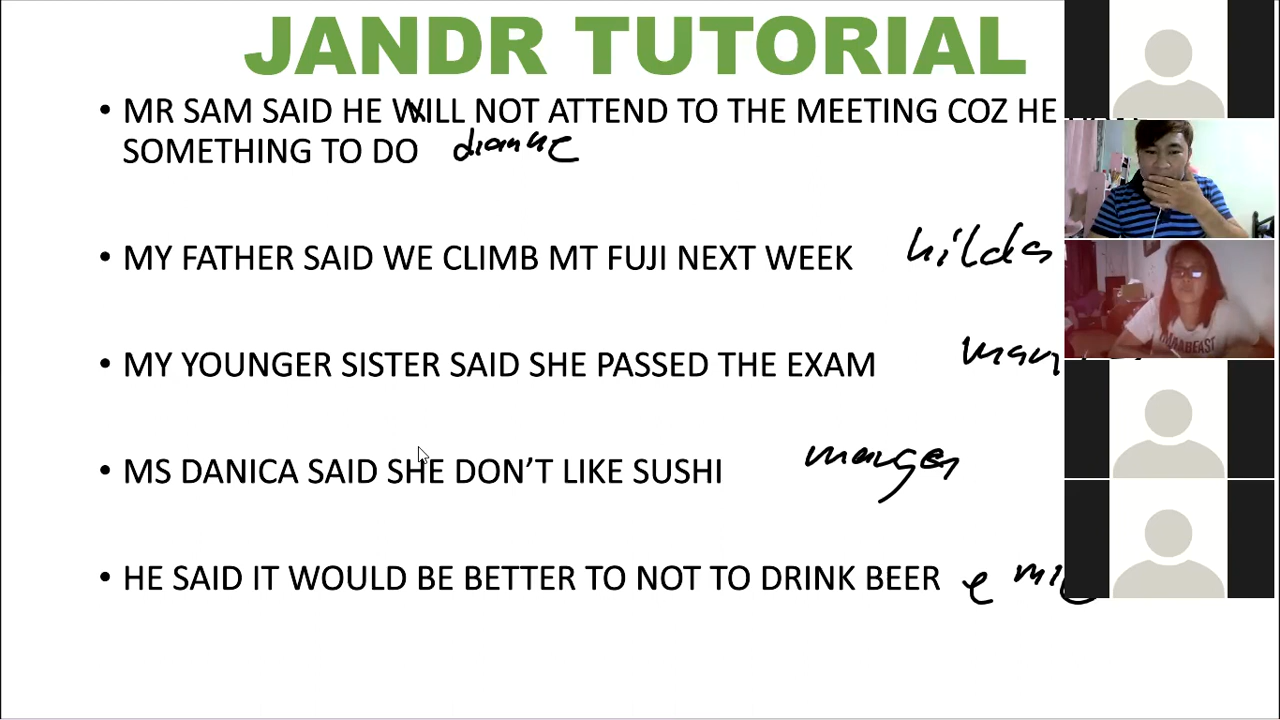 JANDR TUTORIAL
• MR SAM SAID HE WILL NOT ATTEND TO THE MEETING COZ HE
SOMETHING TO DO dianne
• MY FATHER SAID WE CLIMB MT FUJI NEXT WEEK hilda
• MY YOUNGER SISTER SAID SHE PASSED THE EXAM
• MS DANICA SAID SHE DON'T LIKE SUSHI
• HE SAID IT WOULD BE BETTER TO NOT TO DRINK BEER